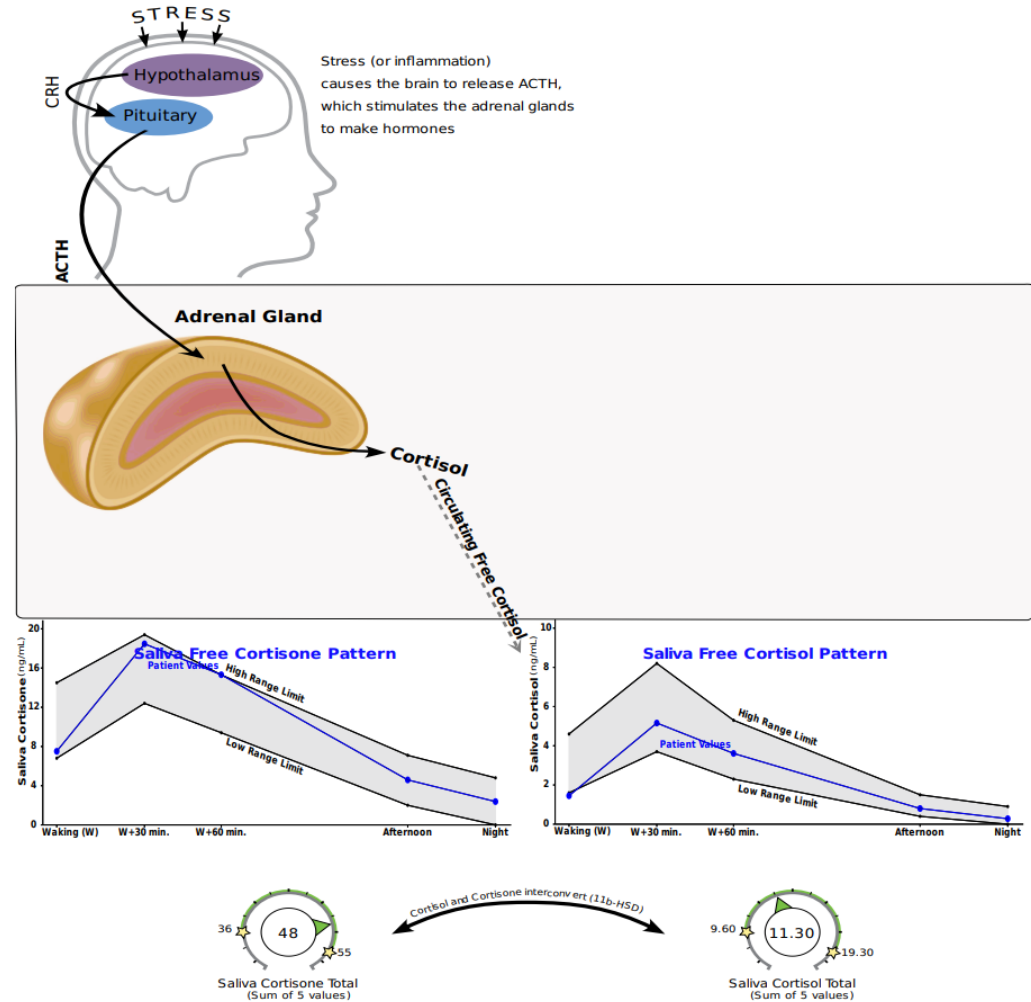 STRESS
Hypothalamus
CRH
Pituitary
Stress (or inflammation)
causes the brain to release ACTH,
which stimulates the adrenal glands
to make hormones
ACTH
Adrenal Gland
Cortisol
Circulating Free Cortisol
Saliva Free Cortisone Pattern
Saliva Cortisone (ng/mL)
20
16
12
8
4
0
Patient Values
High Range Limit
Low Range Limit
Waking (W)
W+30 min.
W+60 min.
Afternoon
Night
Saliva Free Cortisol Pattern
Saliva Cortisol (ng/mL)
10
8
6
4
2
0
High Range Limit
Patient Values
Low Range Limit
Waking (W)
W+30 min.
W+60 min.
Afternoon
Night
Cortisol and Cortisone interconvert (11b-HSD)
36
48
55
Saliva Cortisone Total
(Sum of 5 values)
9.60
11.30
19.30
Saliva Cortisol Total
(Sum of 5 values)